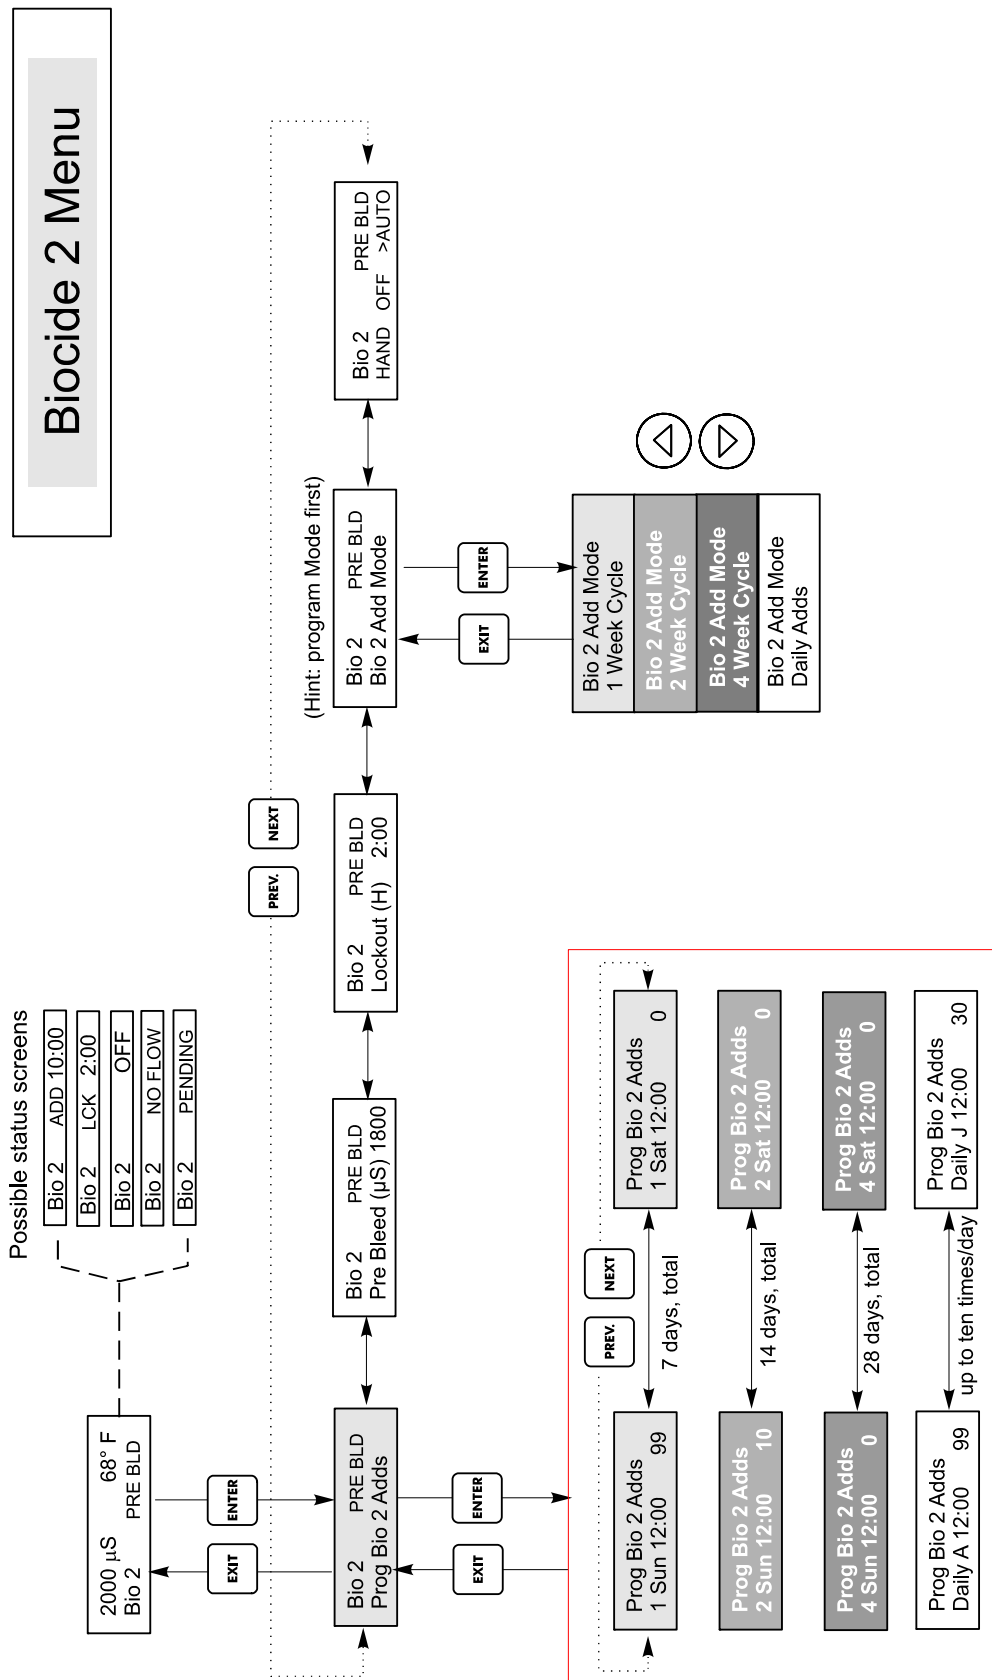 Biocide 2 Menu
Possible status screens
2000 µS 68° F
Bio 2 PRE BLD
Bio 2 ADD 10:00
Bio 2 LCK 2:00
Bio 2 OFF
Bio 2 NO FLOW
Bio 2 PENDING
EXIT
ENTER
PREV.
NEXT
(Hint: program Mode first)
Bio 2 PRE BLD
Prog Bio 2 Adds
Bio 2 PRE BLD
Pre Bleed (µS) 1800
Bio 2 PRE BLD
Lockout (H) 2:00
Bio 2 PRE BLD
Bio 2 Add Mode
Bio 2 PRE BLD
HAND OFF >AUTO
EXIT
ENTER
EXIT
ENTER
Bio 2 Add Mode
1 Week Cycle
Bio 2 Add Mode
2 Week Cycle
Bio 2 Add Mode
4 Week Cycle
Bio 2 Add Mode
Daily Adds
PREV.
NEXT
Prog Bio 2 Adds
1 Sun 12:00 99
7 days, total
Prog Bio 2 Adds
1 Sat 12:00 0
Prog Bio 2 Adds
2 Sun 12:00 10
14 days, total
Prog Bio 2 Adds
2 Sat 12:00 0
Prog Bio 2 Adds
4 Sun 12:00 0
28 days, total
Prog Bio 2 Adds
4 Sat 12:00 0
Prog Bio 2 Adds
Daily A 12:00 99
up to ten times/day
Prog Bio 2 Adds
Daily J 12:00 30